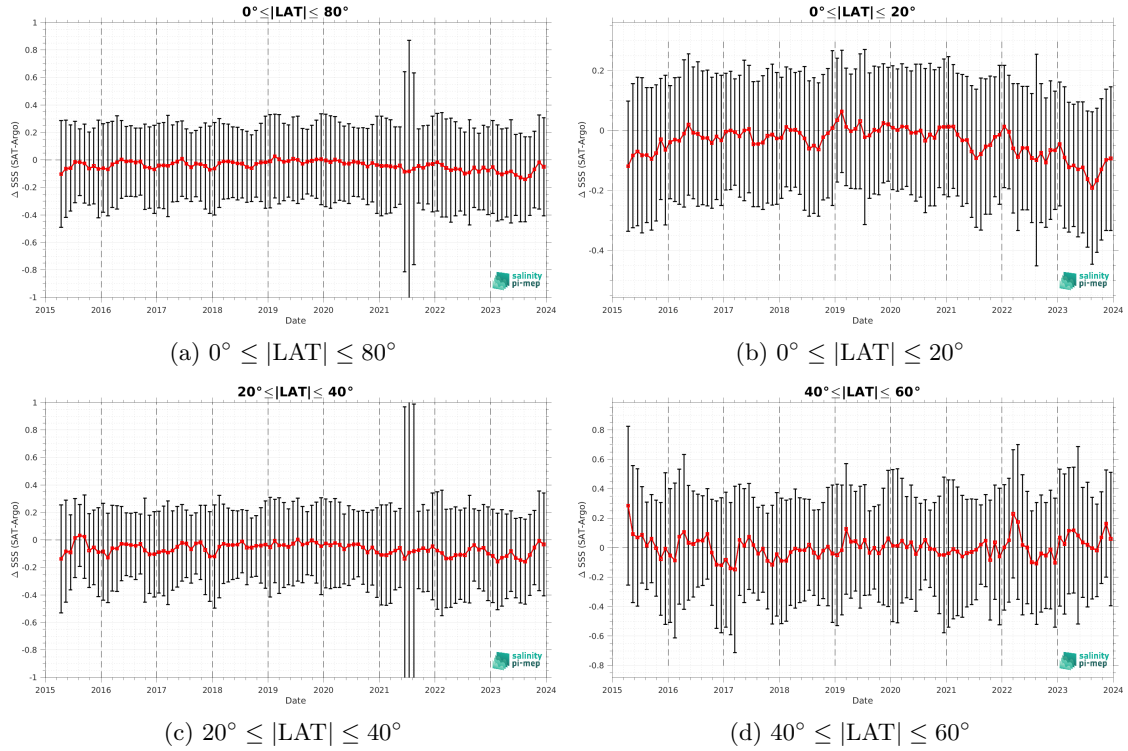 0°≤|LAT|≤ 80°
1
0.8
0.6
0.4
0.2
0
-0.2
-0.4
-0.6
-0.8
-1
Δ SSS (SAT-Argo)
2015 2016 2017 2018 2019 2020 2021 2022 2023 2024
Date
salinity
pi-mep
(a) 0° ≤ |LAT| ≤ 80°
0°≤|LAT|≤ 20°
0.2
0
-0.2
-0.4
Δ SSS (SAT-Argo)
2015 2016 2017 2018 2019 2020 2021 2022 2023 2024
Date
salinity
pi-mep
(b) 0° ≤ |LAT| ≤ 20°
20°≤|LAT|≤ 40°
1
0.8
0.6
0.4
0.2
0
-0.2
-0.4
-0.6
-0.8
-1
Δ SSS (SAT-Argo)
2015 2016 2017 2018 2019 2020 2021 2022 2023 2024
Date
salinity
pi-mep
(c) 20° ≤ |LAT| ≤ 40°
40°≤|LAT|≤ 60°
0.8
0.6
0.4
0.2
0
-0.2
-0.4
-0.6
-0.8
Δ SSS (SAT-Argo)
2015 2016 2017 2018 2019 2020 2021 2022 2023 2024
Date
salinity
pi-mep
(d) 40° ≤ |LAT| ≤ 60°